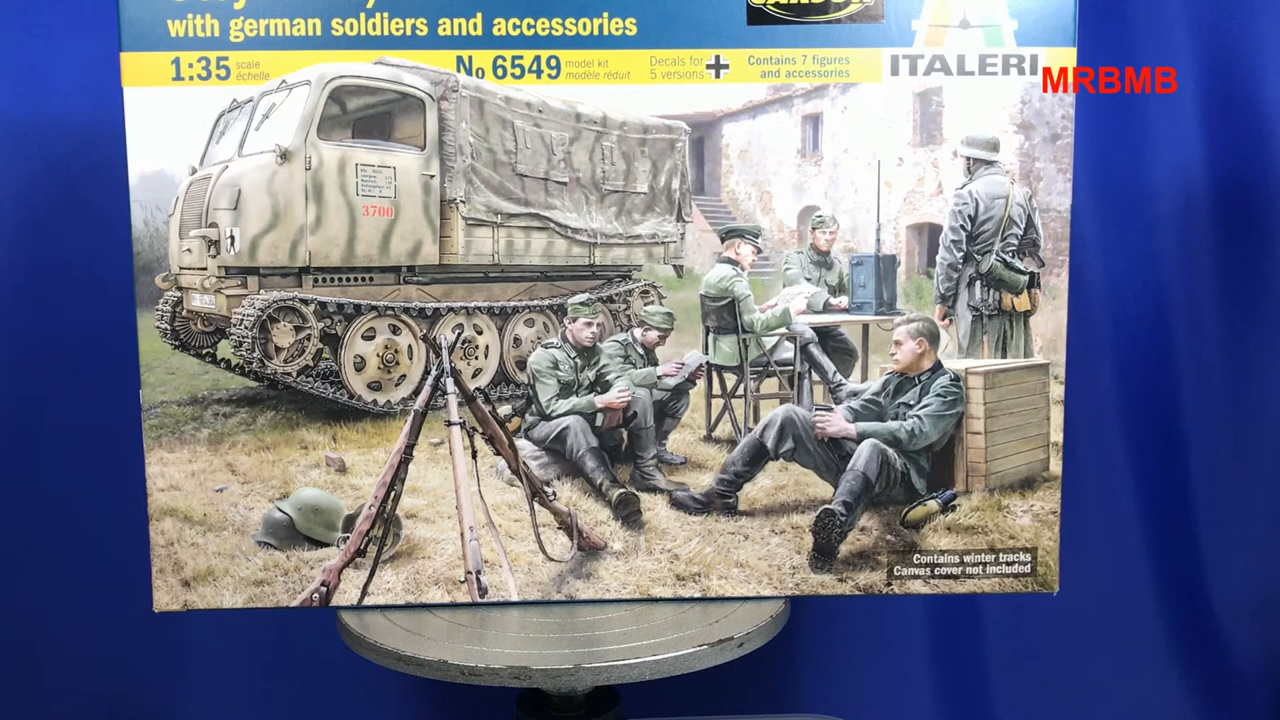 with german soldiers and accessories
1:35 scale échelle
No 6549 model kit modèle réduit
Decals for 5 versions
Contains 7 figures and accessories
ITALERI
MRBMB
3700
Contains winter tracks
Canvas cover not included